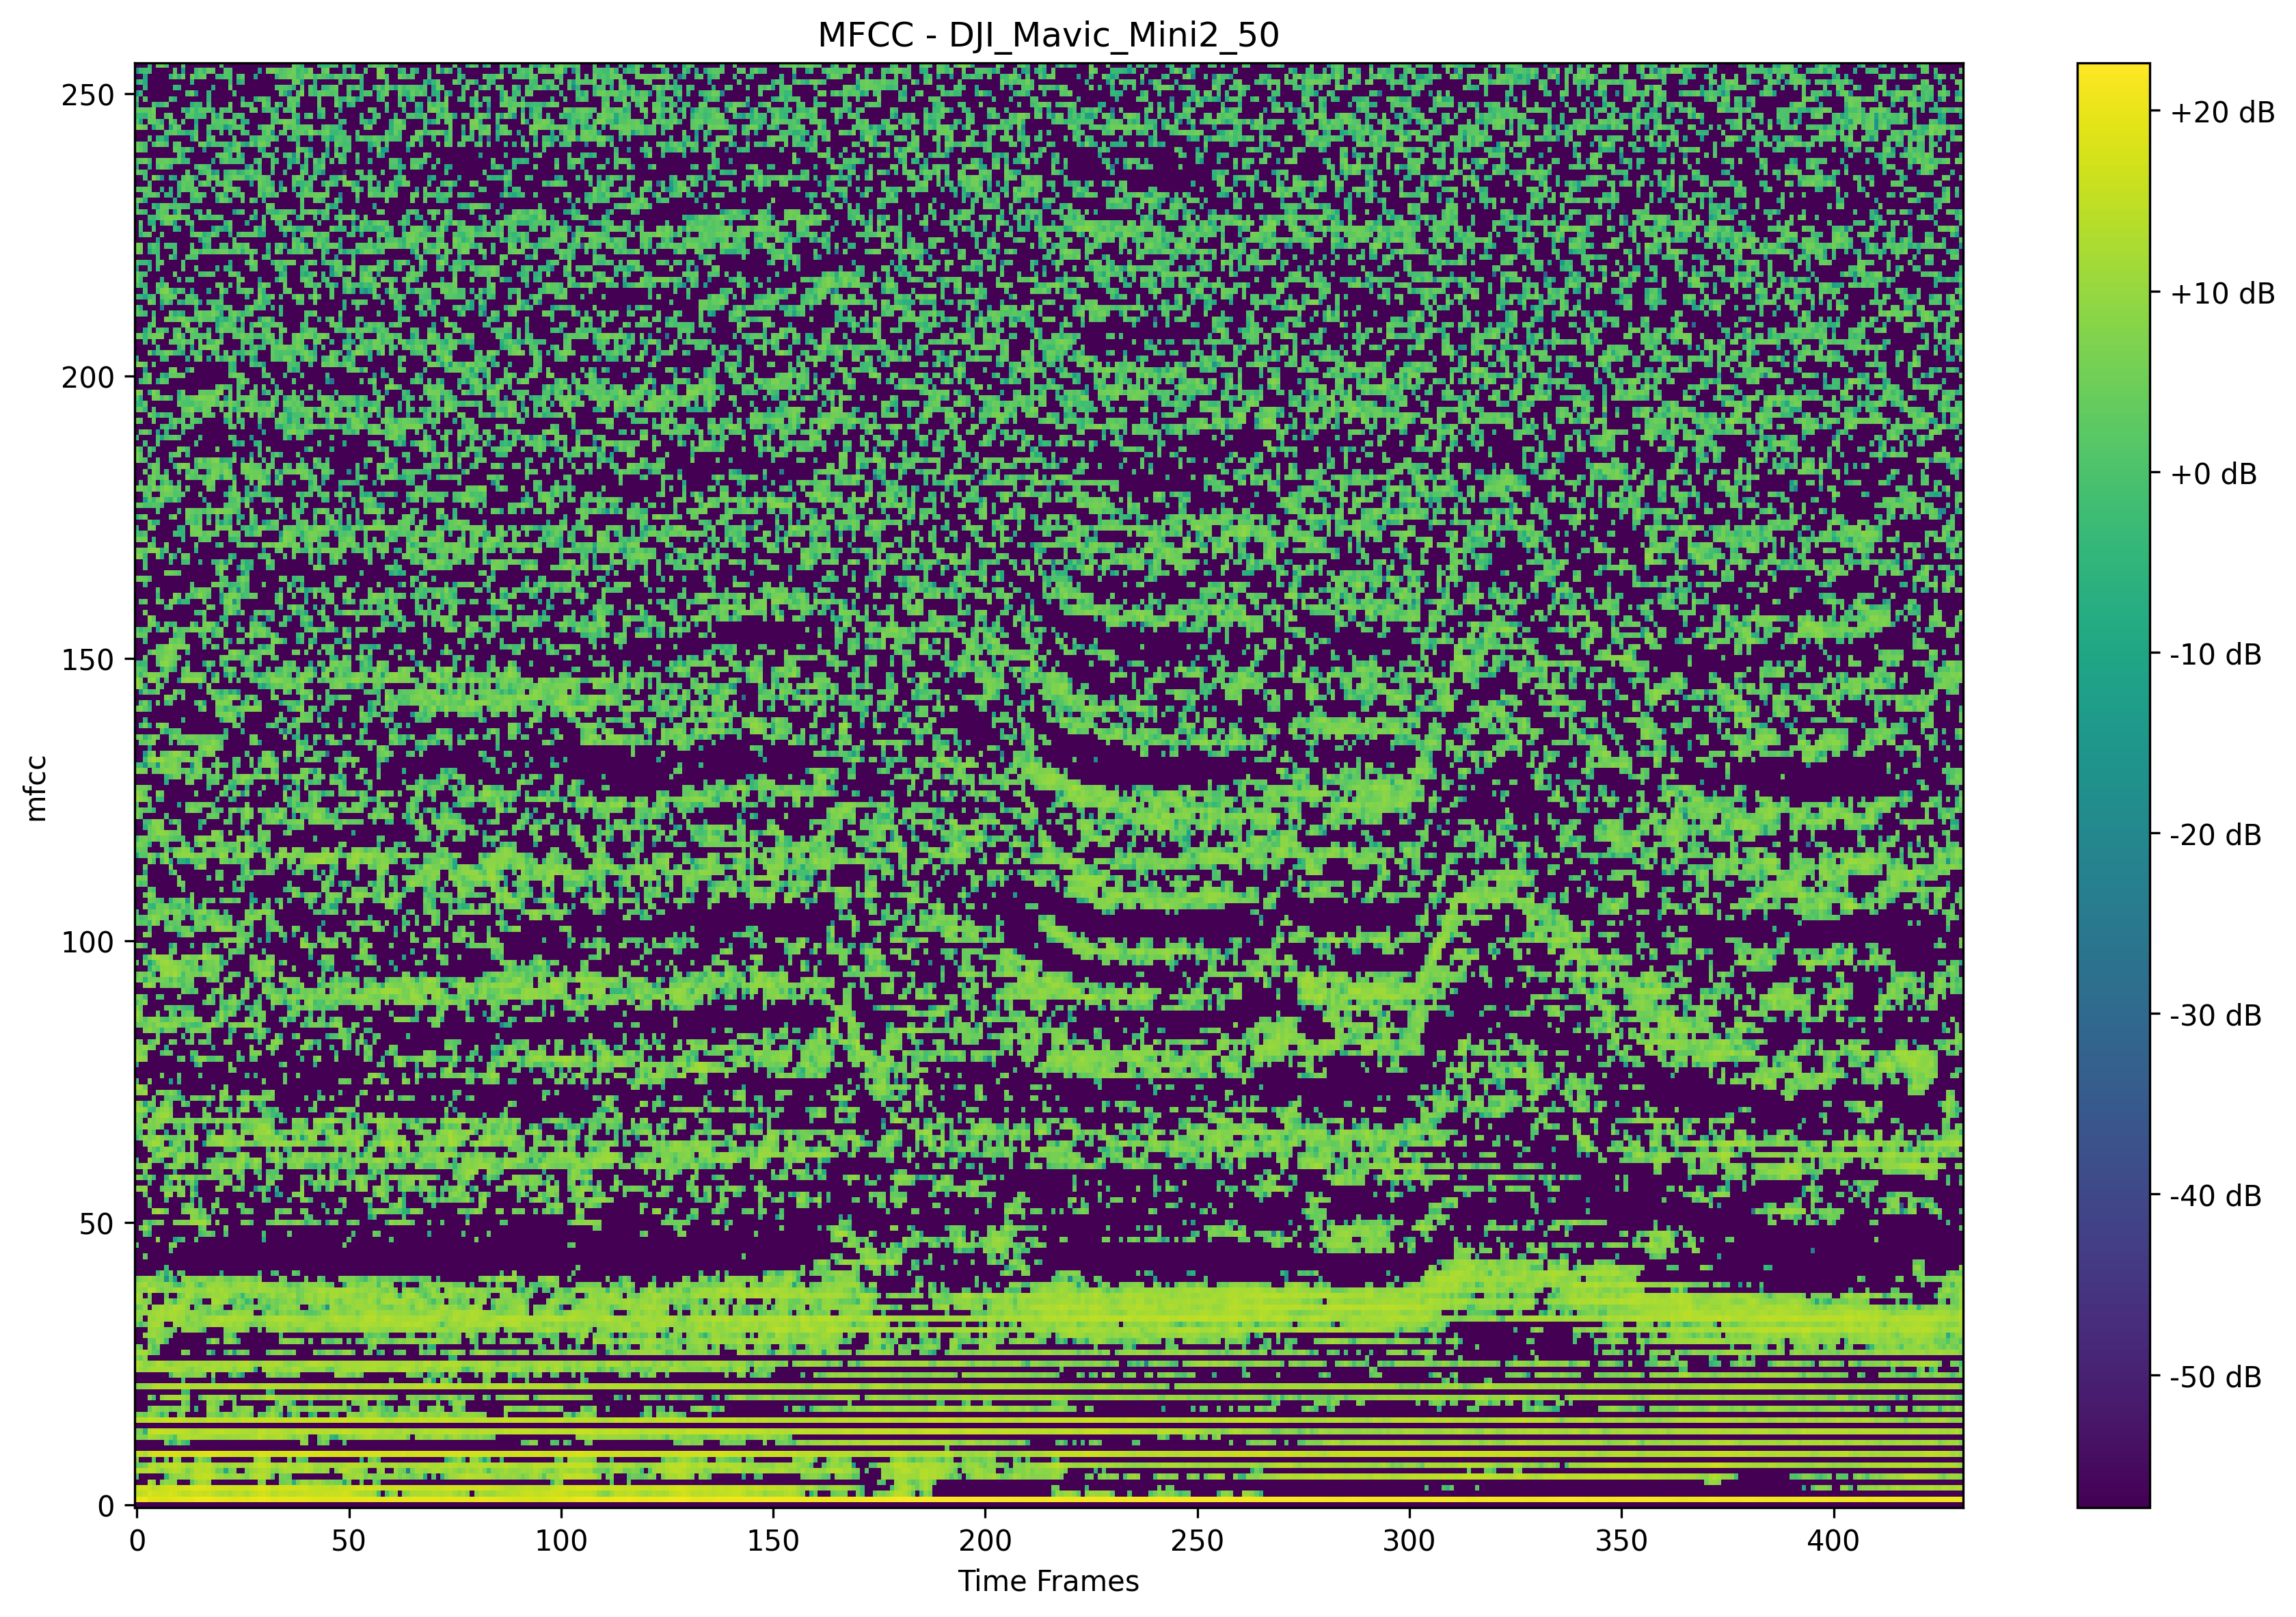 MFCC - DJI_Mavic_Mini2_50
250
200
150
100
50
0
mfcc
0 50 100 150 200 250 300 350 400
Time Frames
+20 dB
+10 dB
+0 dB
-10 dB
-20 dB
-30 dB
-40 dB
-50 dB